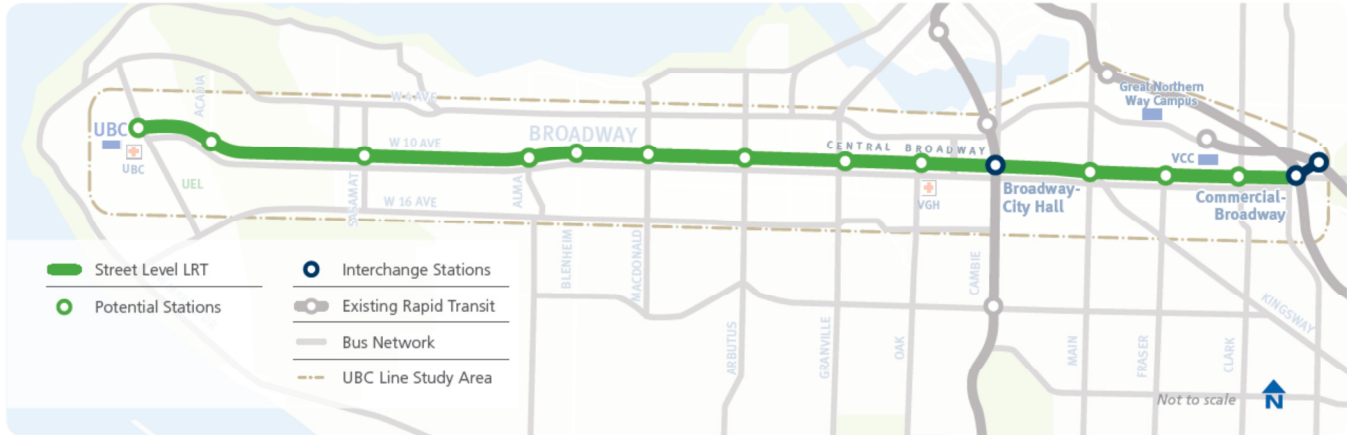 W 4 AVE
ACADIA
UBC
UBC
UEL
W 10 AVE
BROADWAY
CENTRAL BROADWAY
Great Northern
Way Campus
VCC
SASAMAT
ALMA
W 16 AVE
VGH
Broadway-
City Hall
Commercial-
Broadway
BLENHEIM
MACDONALD
ARBUTUS
GRANVILLE
OAK
CAMBIE
MAIN
FRASER
CLARK
KINGSWAY
Street Level LRT
Potential Stations
Interchange Stations
Existing Rapid Transit
Bus Network
UBC Line Study Area
Not to scale
N